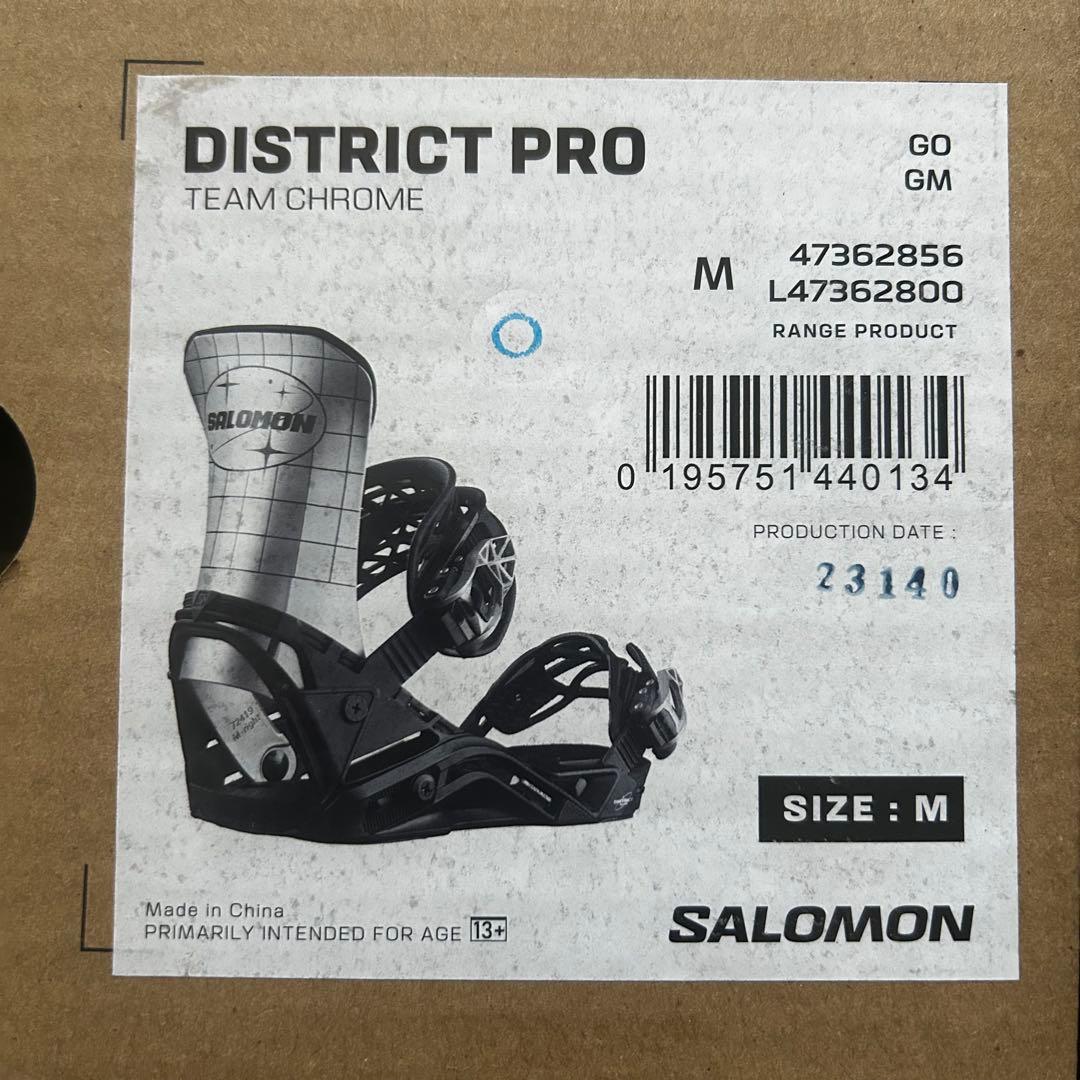 DISTRICT PRO
TEAM CHROME
GO
GM
M
47362856
L47362800
RANGE PRODUCT
0 195751 440134
PRODUCTION DATE :
23140
SALOMON
SIZE : M
Made in China
PRIMARILY INTENDED FOR AGE 13+
SALOMON